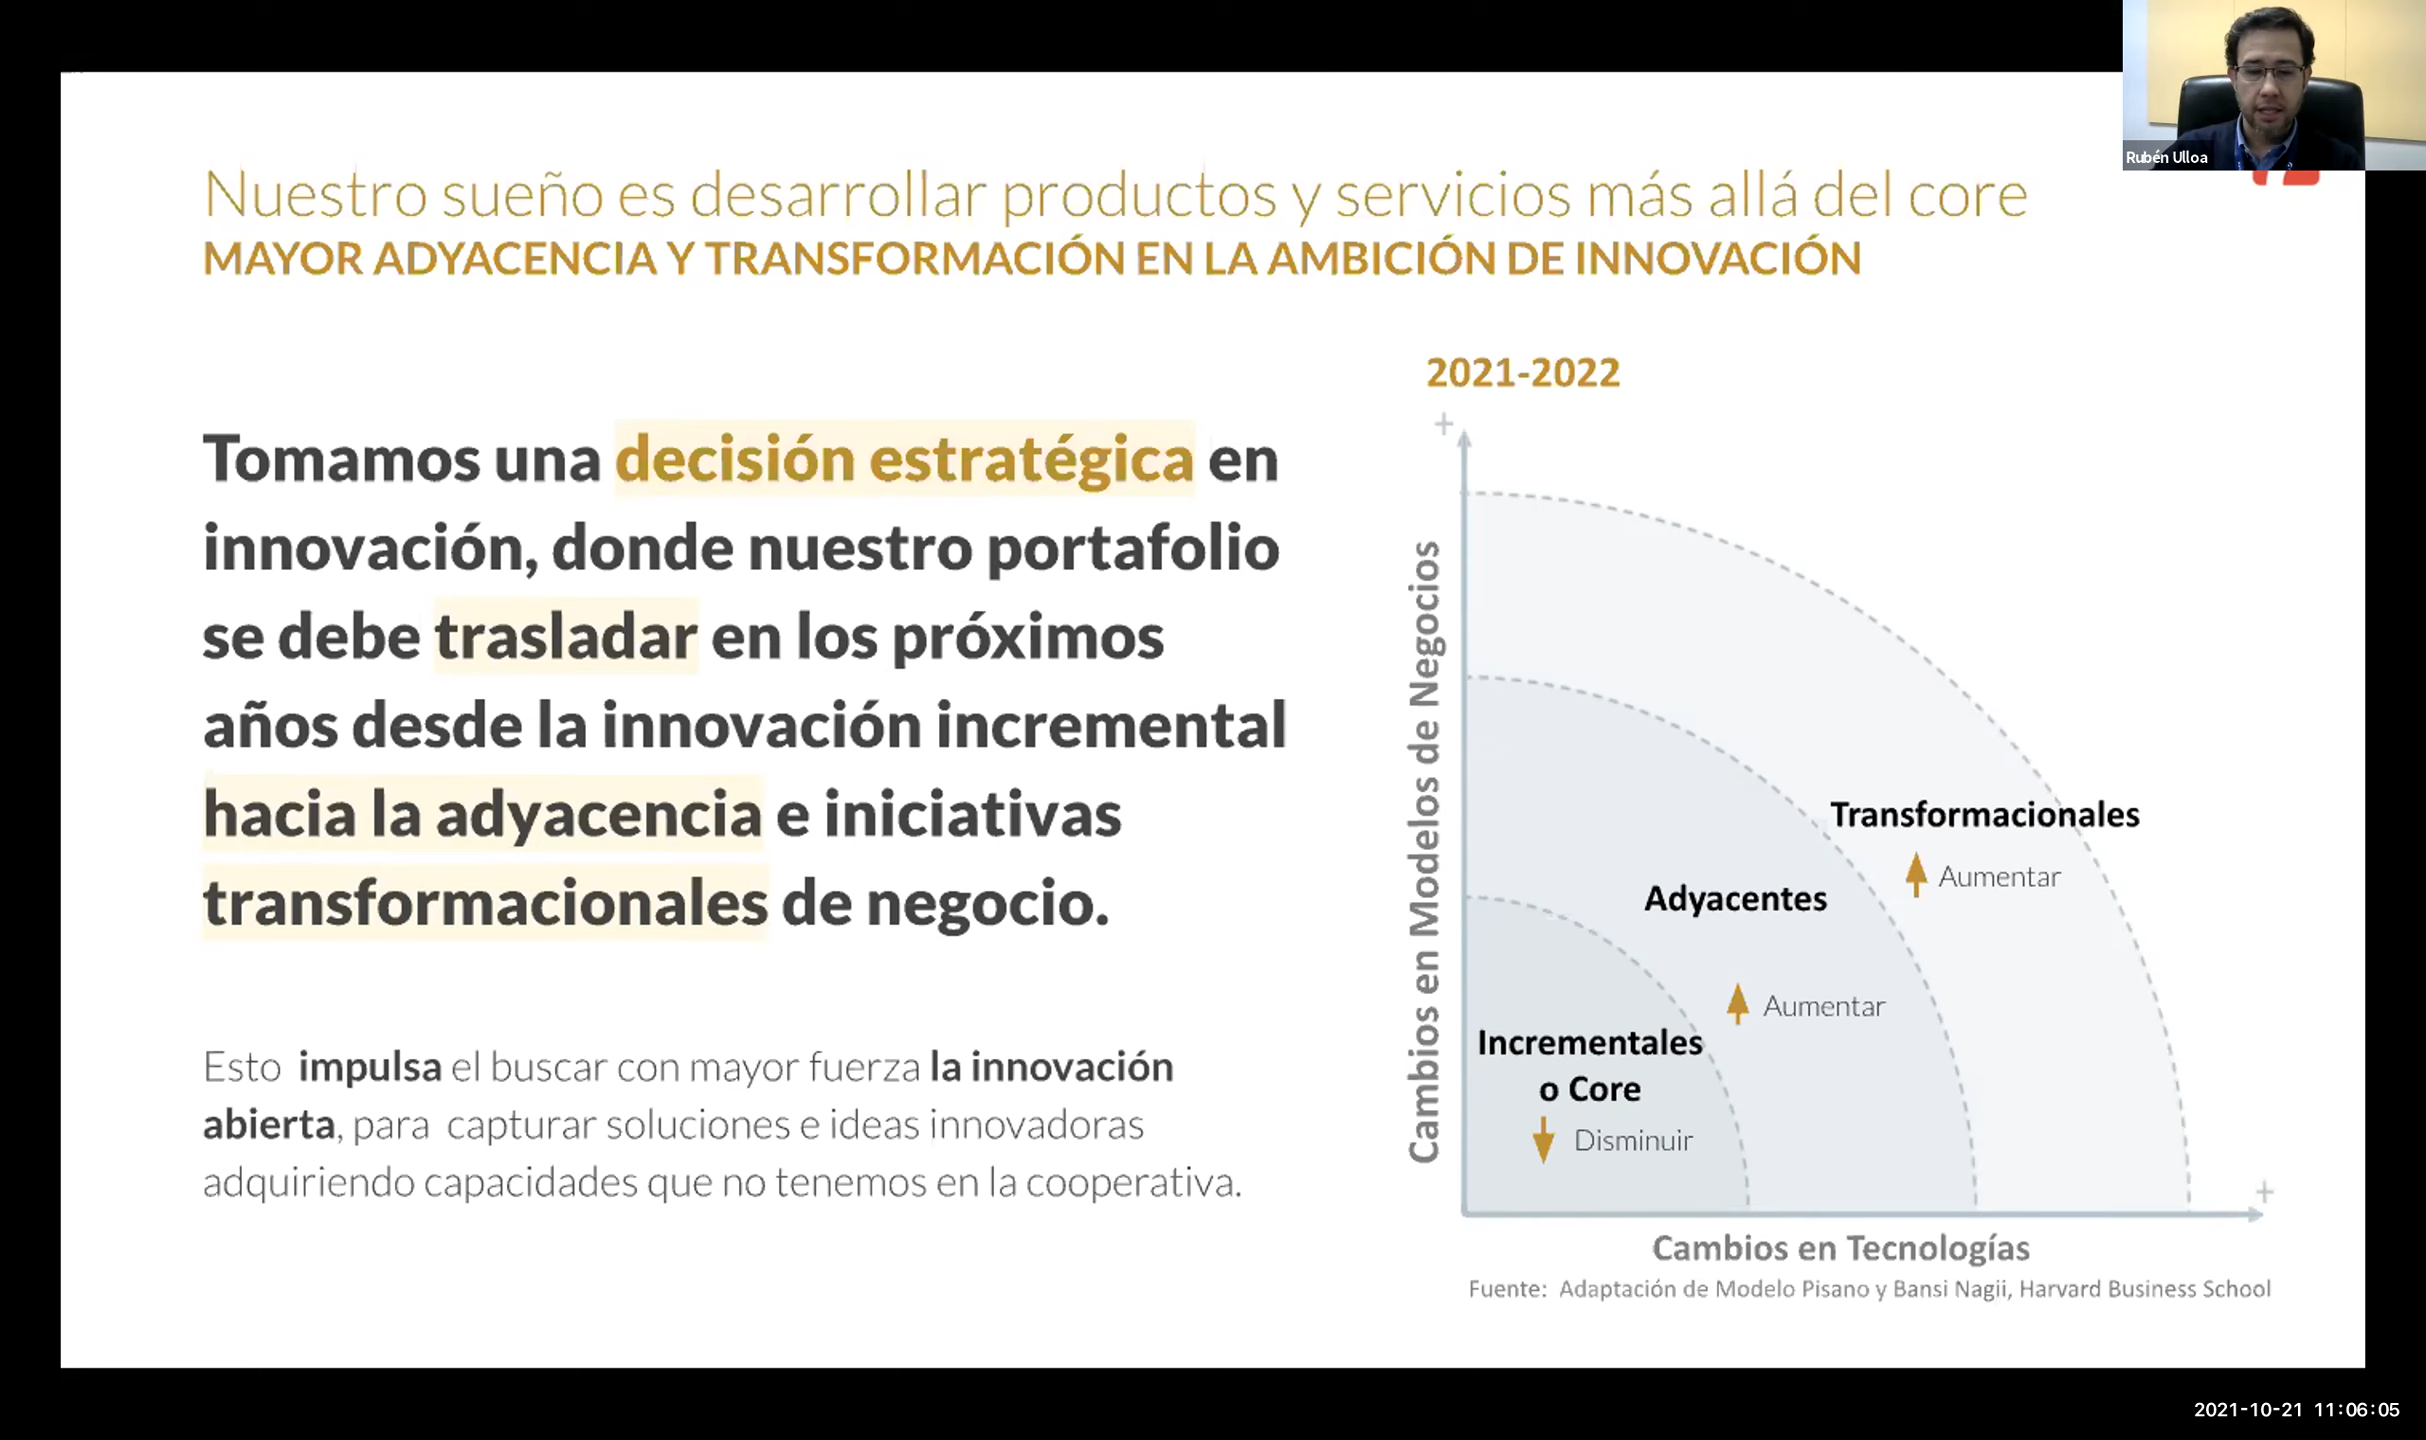 Rubén Ulloa
Nuestro sueño es desarrollar productos y servicios más allá del core
MAYOR ADYACENCIA Y TRANSFORMACIÓN EN LA AMBICIÓN DE INNOVACIÓN
Tomamos una decisión estratégica en
innovación, donde nuestro portafolio
se debe trasladar en los próximos
años desde la innovación incremental
hacia la adyacencia e iniciativas
transformacionales de negocio.
Esto impulsa el buscar con mayor fuerza la innovación
abierta, para capturar soluciones e ideas innovadoras
adquiriendo capacidades que no tenemos en la cooperativa.
2021-2022
+
Cambios en Modelos de Negocios
Transformacionales
Aumentar
Adyacentes
Aumentar
Incrementales
o Core
Disminuir
+
Cambios en Tecnologías
Fuente: Adaptación de Modelo Pisano y Bansi Nagii, Harvard Business School
2021-10-21 11:06:05